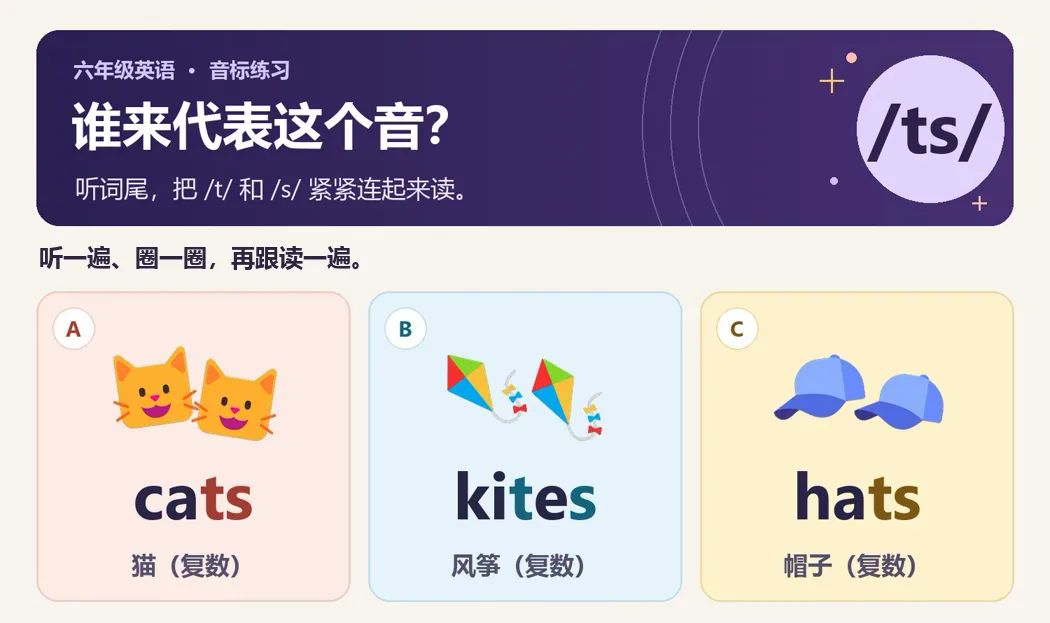 六年级英语 · 音标练习
谁来代表这个音？
听词尾，把 /t/ 和 /s/ 紧紧连起来读。
/ts/
听一遍、圈一圈，再跟读一遍。
A
cats
猫（复数）
B
kites
风筝（复数）
C
hats
帽子（复数）